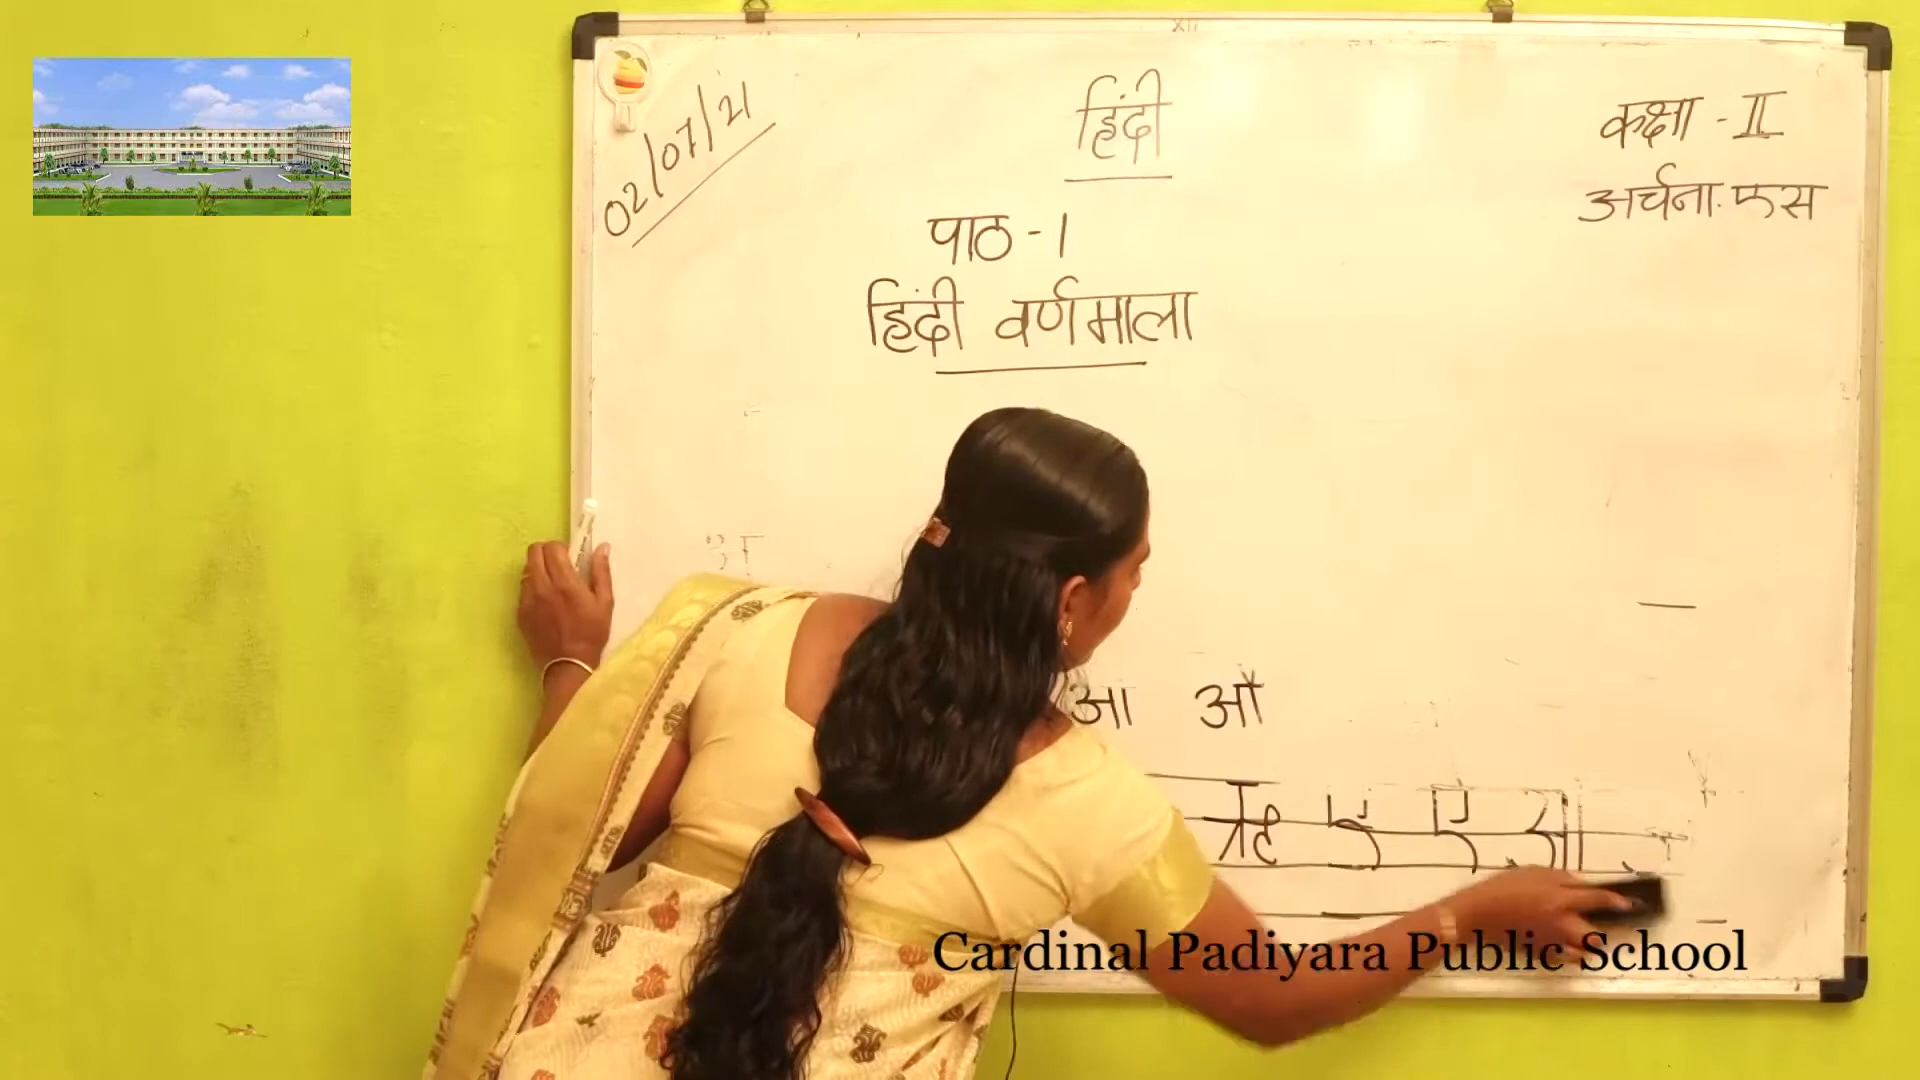 02/07/21
हिंदी
कक्षा - II
अर्चना. एस
पाठ - 1
हिंदी वर्णमाला
आ औ
ऋ ए ऐ
Cardinal Padiyara Public School